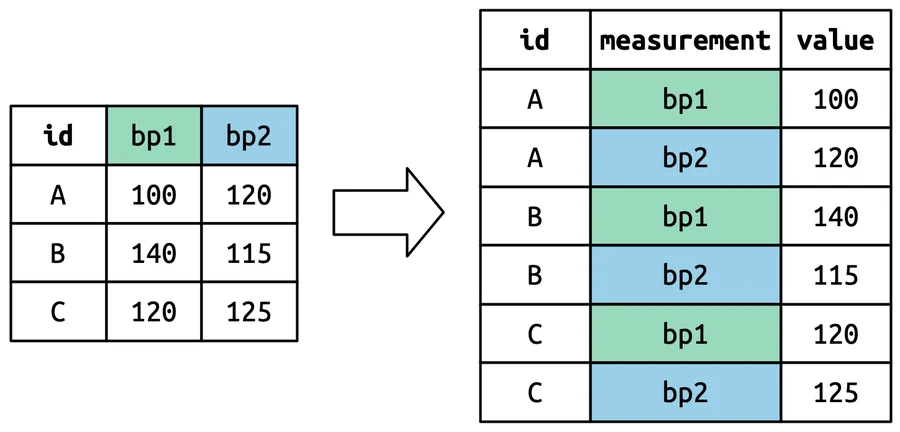 id bp1 bp2
A 100 120
B 140 115
C 120 125
id measurement value
A bp1 100
A bp2 120
B bp1 140
B bp2 115
C bp1 120
C bp2 125